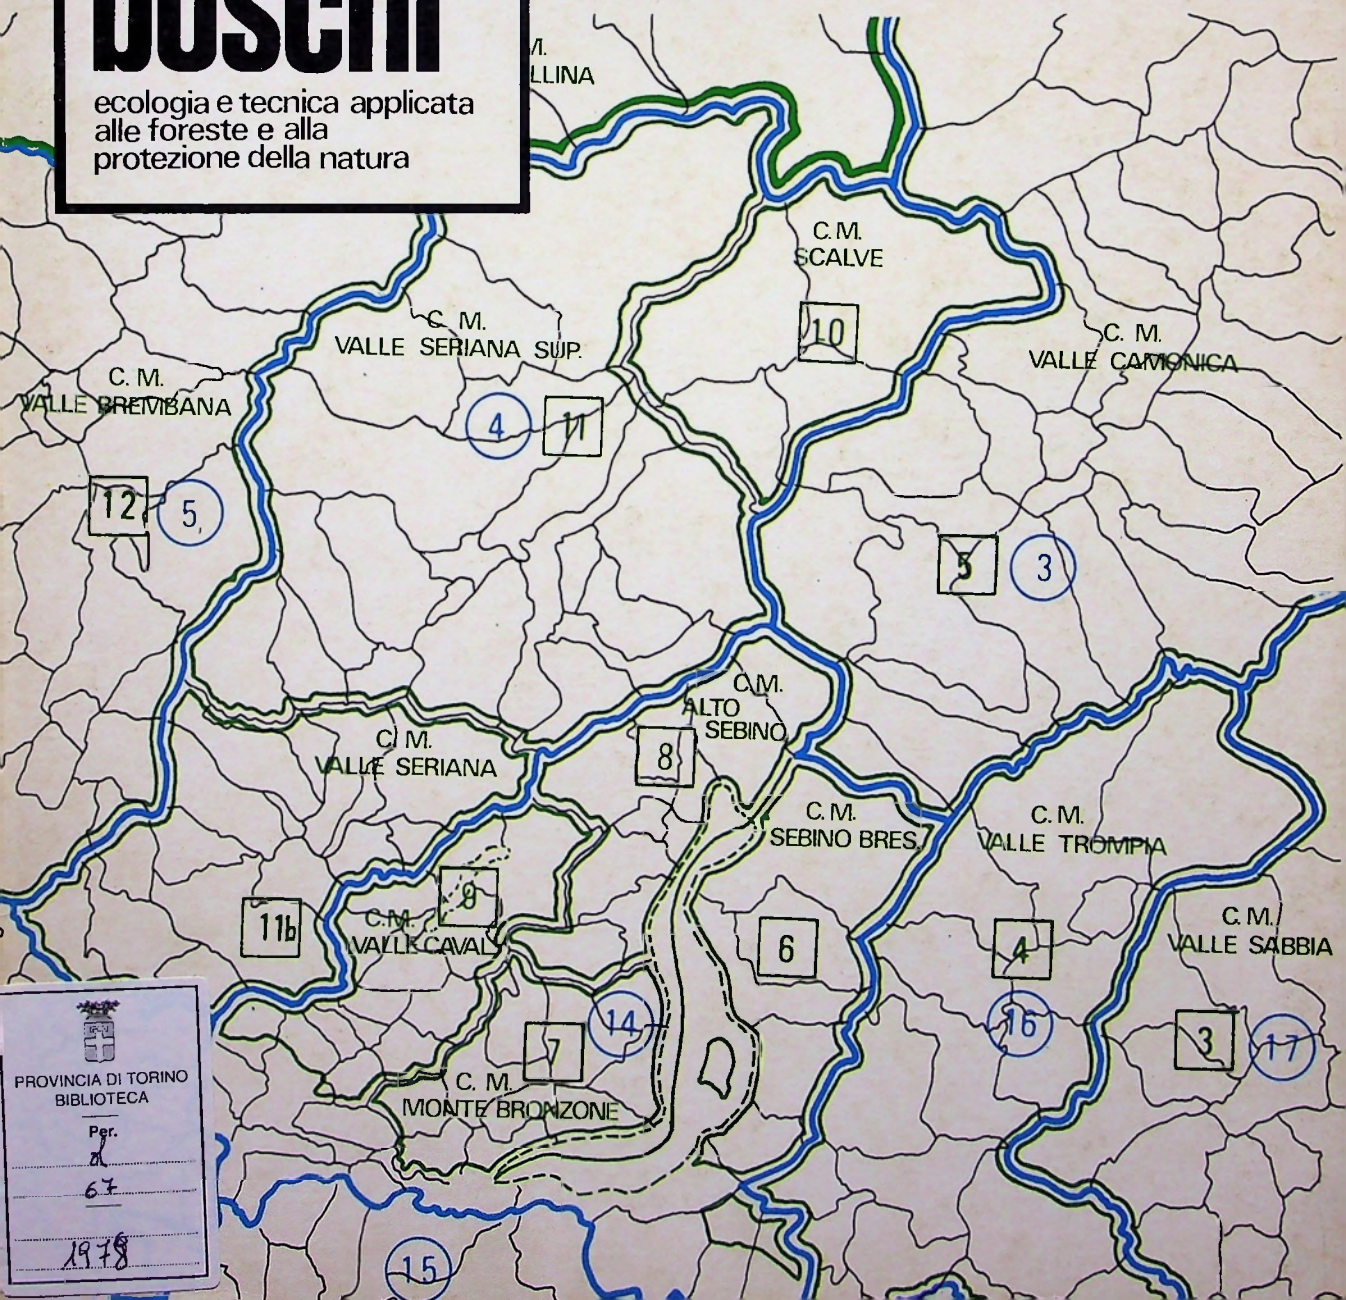 boschi
ecologia e tecnica applicata
alle foreste e alla
protezione della natura
M.
LLINA
C.M.
SCALVE
10
C. M.
VALLE SERIANA SUP.
4
11
C. M.
VALLE CAMONICA
C. M.
VALLE BREMBANA
12
5
5
3
C.M.
ALTO
SEBINO
8
C. M.
VALLE SERIANA
C. M.
SEBINO BRES.
C. M.
VALLE TROMPIA
9
11b
C.M.
VALLE CAVAL.
6
4
C. M.
VALLE SABBIA
14
16
7
3
17
C. M.
MONTE BRONZONE
15
PROVINCIA DI TORINO
BIBLIOTECA
Per.
d
67
1978